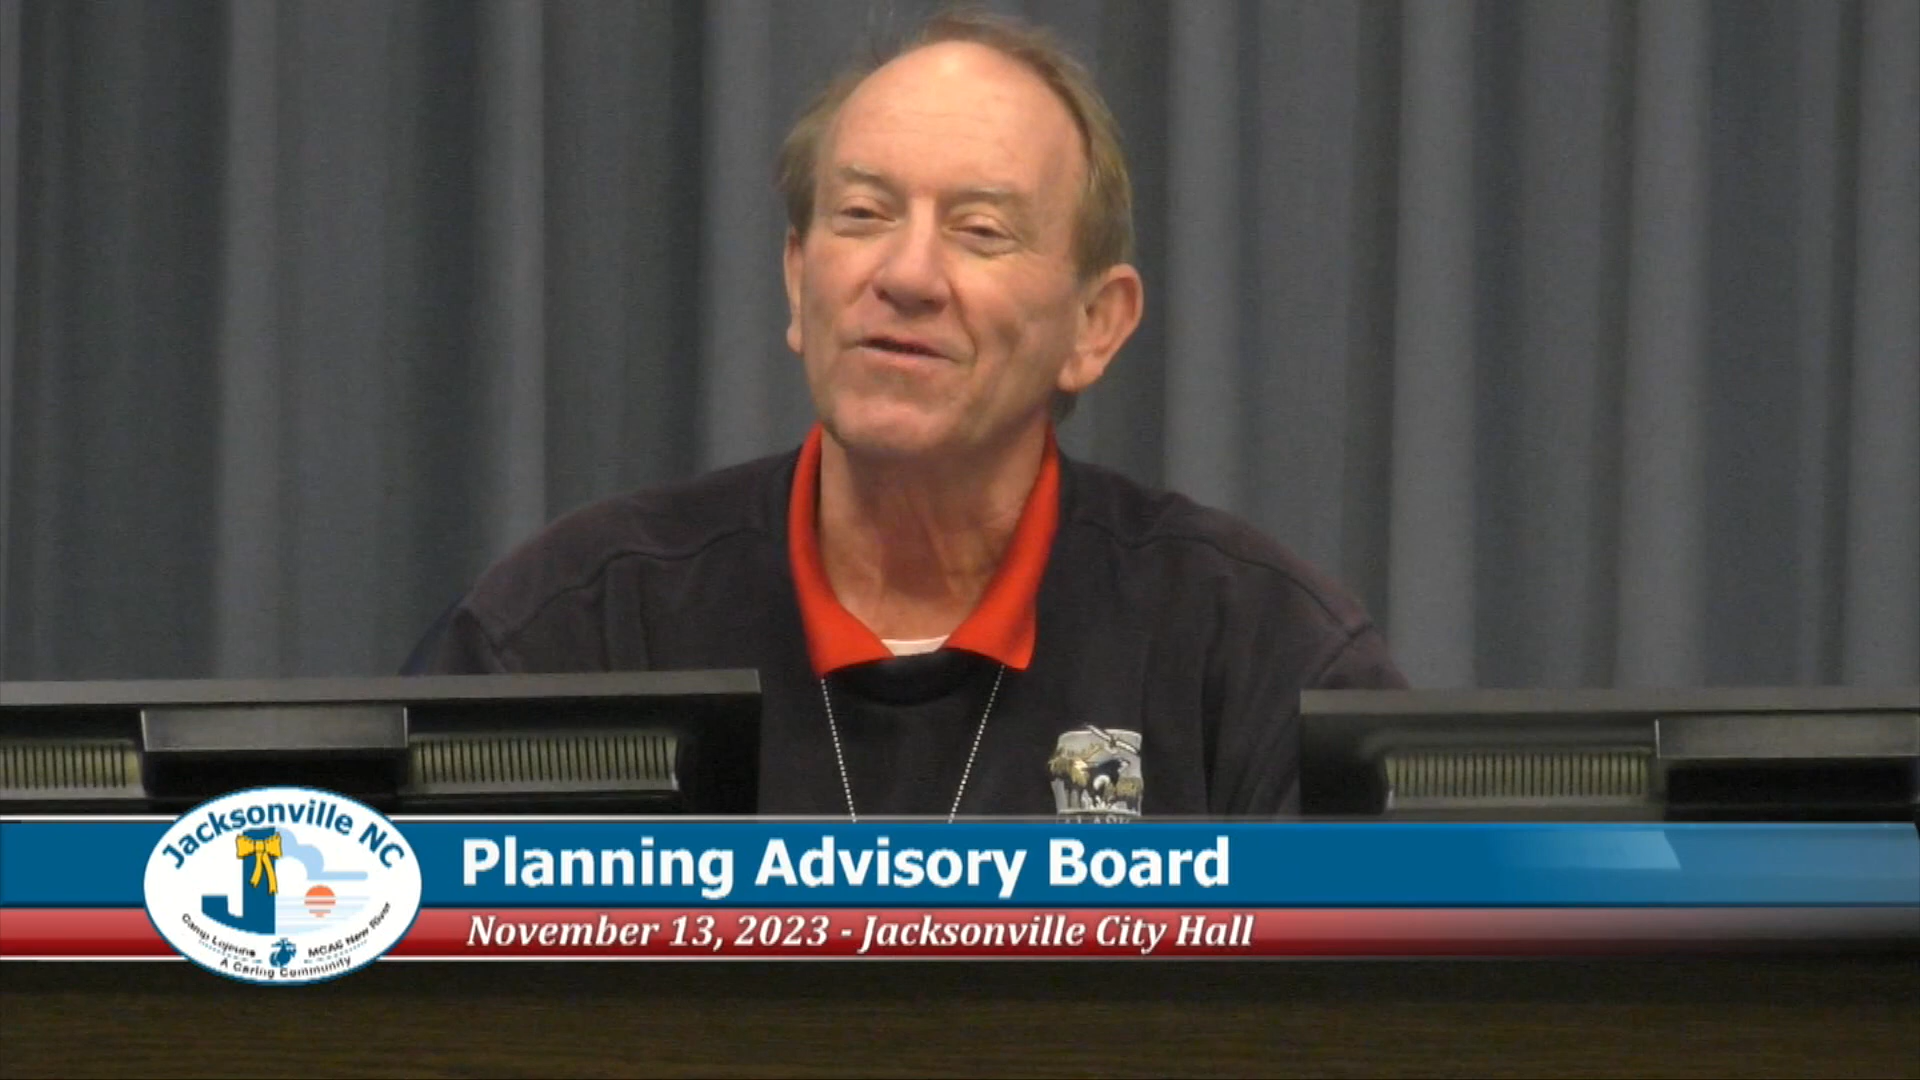 Jacksonville NC
J
Camp Lejeune
MCAS New River
A Caring Community
Planning Advisory Board
November 13, 2023 - Jacksonville City Hall